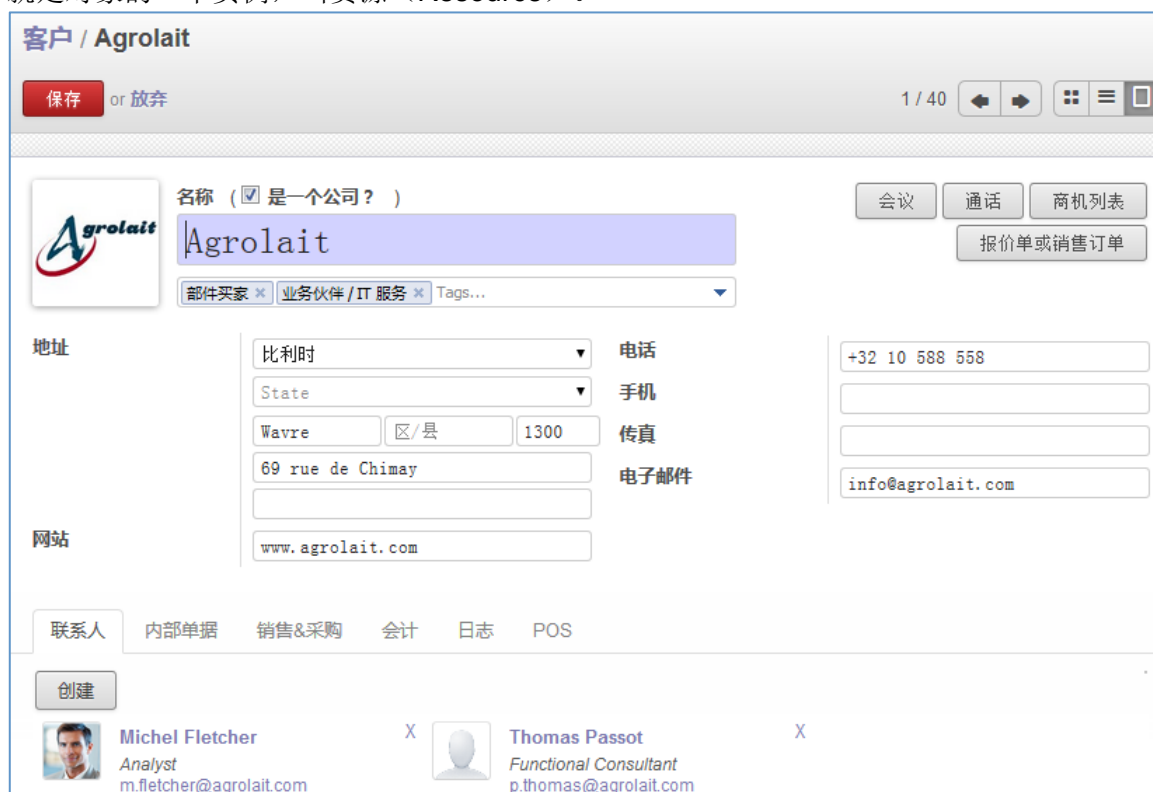 客户 / Agrolait
保存 or 放弃
1 / 40
Agrolait
名称 ( 是一个公司? )
会议 通话 商机列表
Agrolait
报价单或销售订单
部件买家 × 业务伙伴 / IT 服务 × Tags...
地址 比利时 电话 +32 10 588 558
State 手机
Wavre 区/县 1300 传真
69 rue de Chimay 电子邮件 info@agrolait.com
网站 www.agrolait.com
联系人 内部单据 销售&采购 会计 日志 POS
创建
Michel Fletcher X Thomas Passot X
Analyst Functional Consultant
m.fletcher@agrolait.com p.thomas@agrolait.com